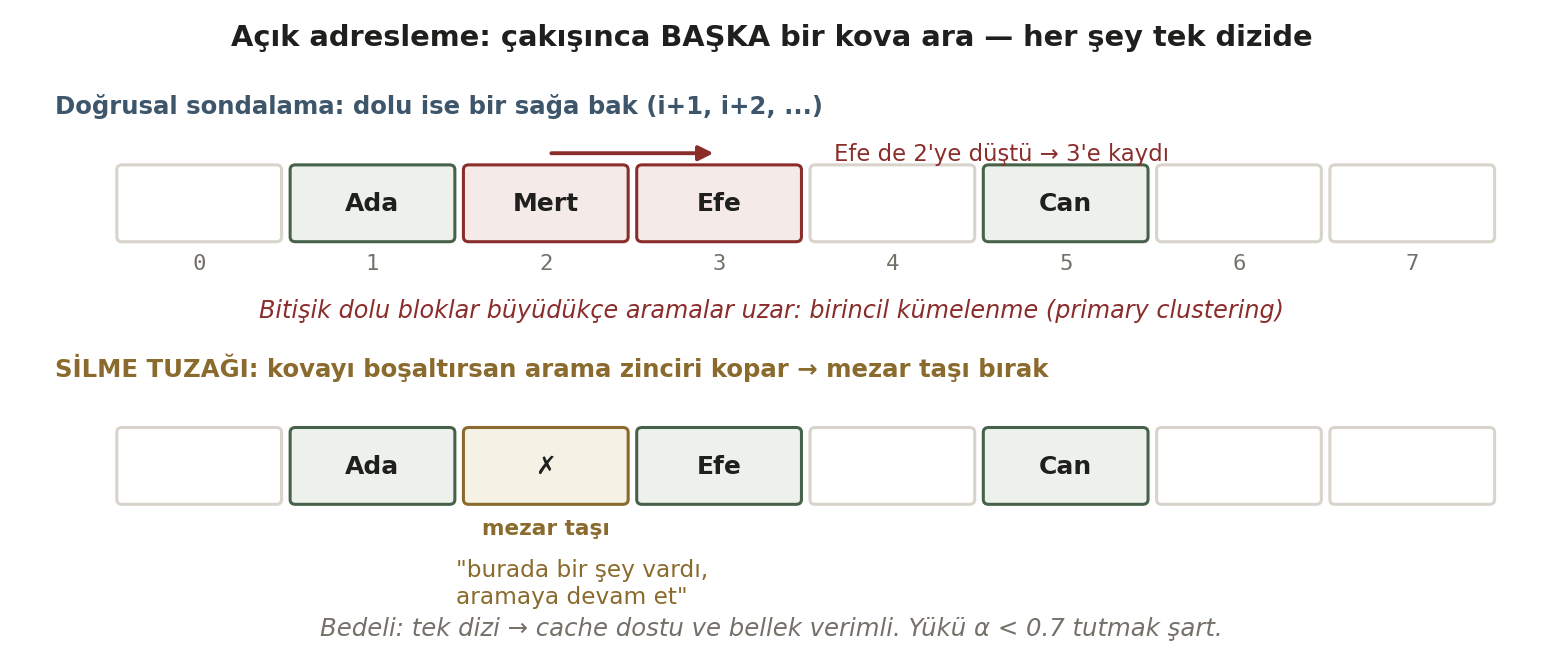 Açık adresleme: çakışınca BAŞKA bir kova ara — her şey tek dizide
Doğrusal sondalama: dolu ise bir sağa bak (i+1, i+2, ...)
Efe de 2'ye düştü → 3'e kaydı
Ada Mert Efe Can
0 1 2 3 4 5 6 7
Bitişik dolu bloklar büyüdükçe aramalar uzar: birincil kümelenme (primary clustering)
SİLME TUZAĞI: kovayı boşaltırsan arama zinciri kopar → mezar taşı bırak
Ada ✗ Efe Can
mezar taşı
"burada bir şey vardı,
aramaya devam et"
Bedeli: tek dizi → cache dostu ve bellek verimli. Yükü α < 0.7 tutmak şart.